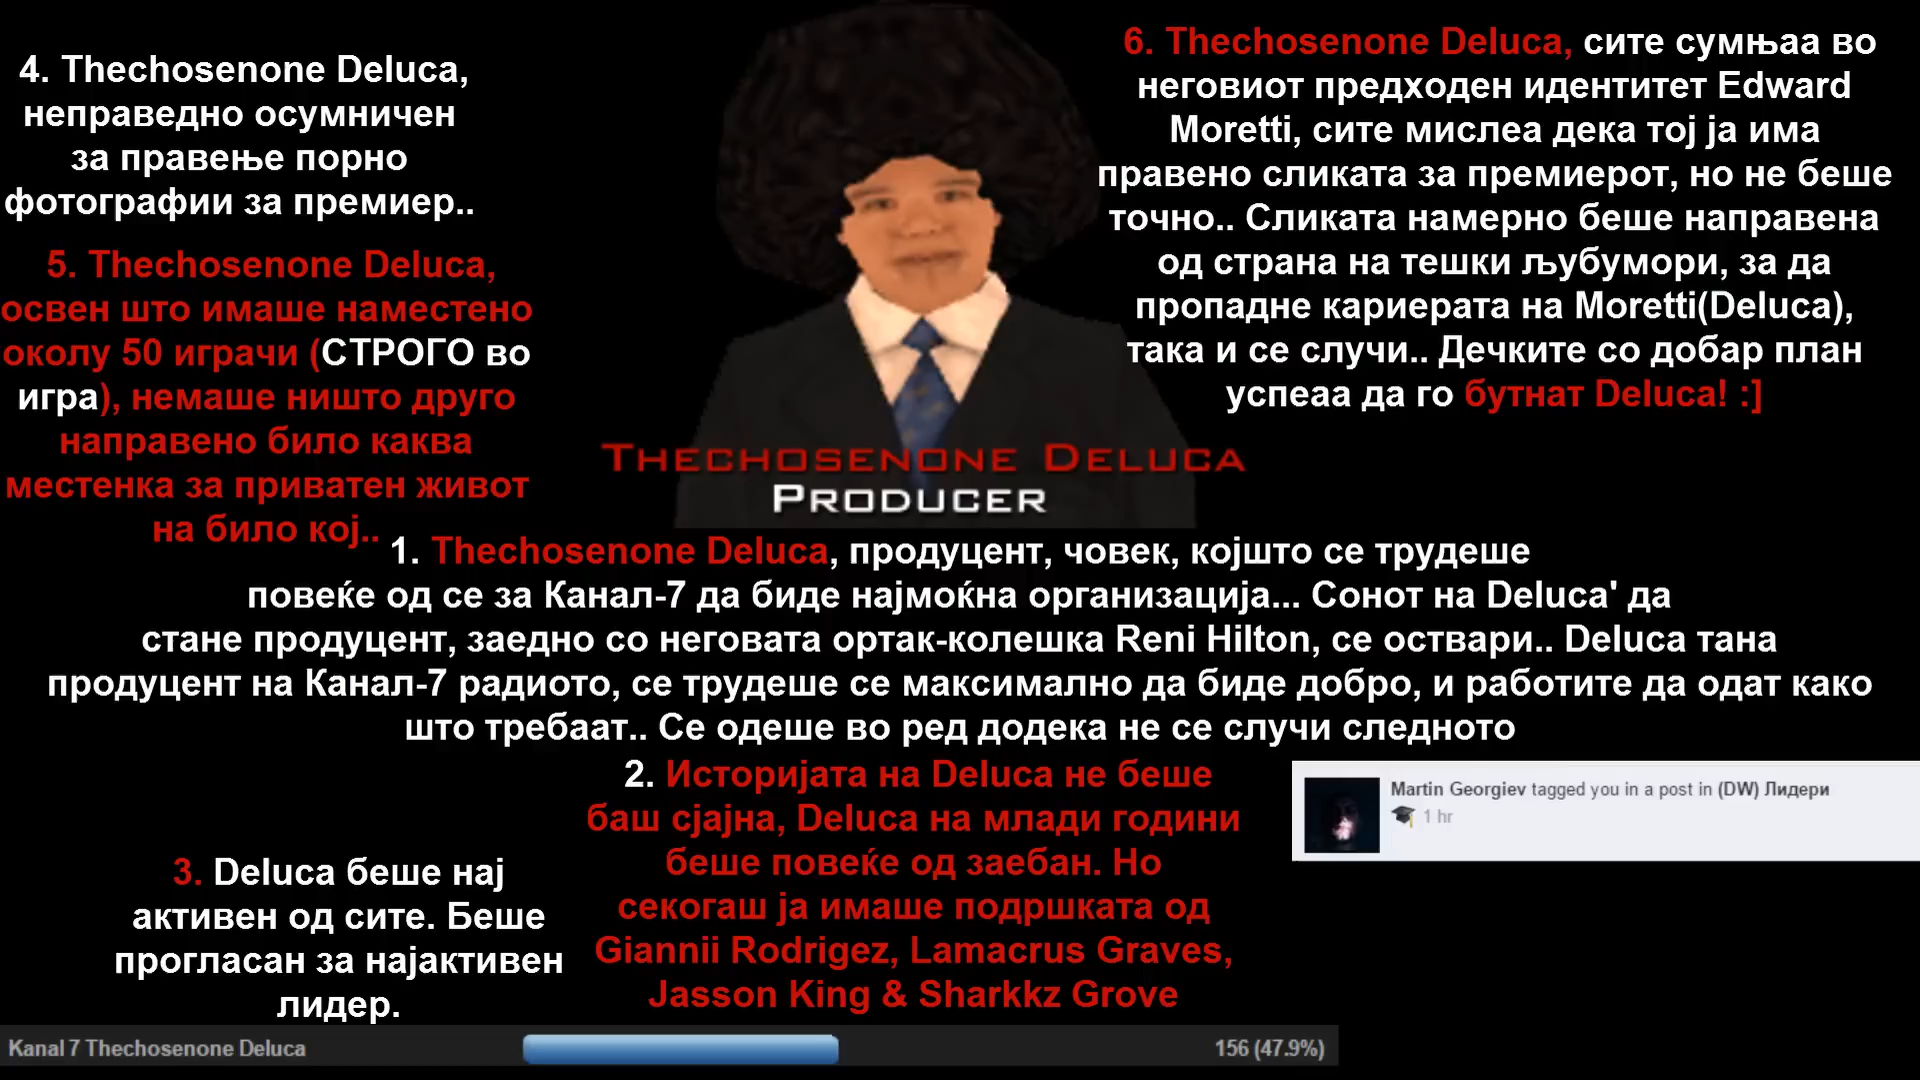 4. Thechosenone Deluca,
неправедно осумничен
за правење порно
фотографии за премиер..
5. Thechosenone Deluca,
освен што имаше наместено
околу 50 играчи (СТРОГО во
игра), немаше ништо друго
направено било каква
местенка за приватен живот
на било кој..
6. Thechosenone Deluca, сите сумњаа во
неговиот предходен идентитет Edward
Moretti, сите мислеа дека тој ја има
правено сликата за премиерот, но не беше
точно.. Сликата намерно беше направена
од страна на тешки љубумори, за да
пропадне кариерата на Moretti(Deluca),
така и се случи.. Дечките со добар план
успеаа да го бутнат Deluca! :]
THECHOSENONE DELUCA
PRODUCER
1. Thechosenone Deluca, продуцент, човек, којшто се трудеше
повеќе од се за Канал-7 да биде најмоќна организација... Сонот на Deluca' да
стане продуцент, заедно со неговата ортак-колешка Reni Hilton, се оствари.. Deluca тана
продуцент на Канал-7 радиото, се трудеше се максимално да биде добро, и работите да одат како
што требаат.. Се одеше во ред додека не се случи следното
2. Историјата на Deluca не беше
баш сјајна, Deluca на млади години
беше повеќе од заебан. Но
секогаш ја имаше подршката од
Giannii Rodrigez, Lamacrus Graves,
Jasson King & Sharkkz Grove
Martin Georgiev tagged you in a post in (DW) Лидери
1 hr
3. Deluca беше нај
активен од сите. Беше
прогласан за најактивен
лидер.
Kanal 7 Thechosenone Deluca 156 (47.9%)